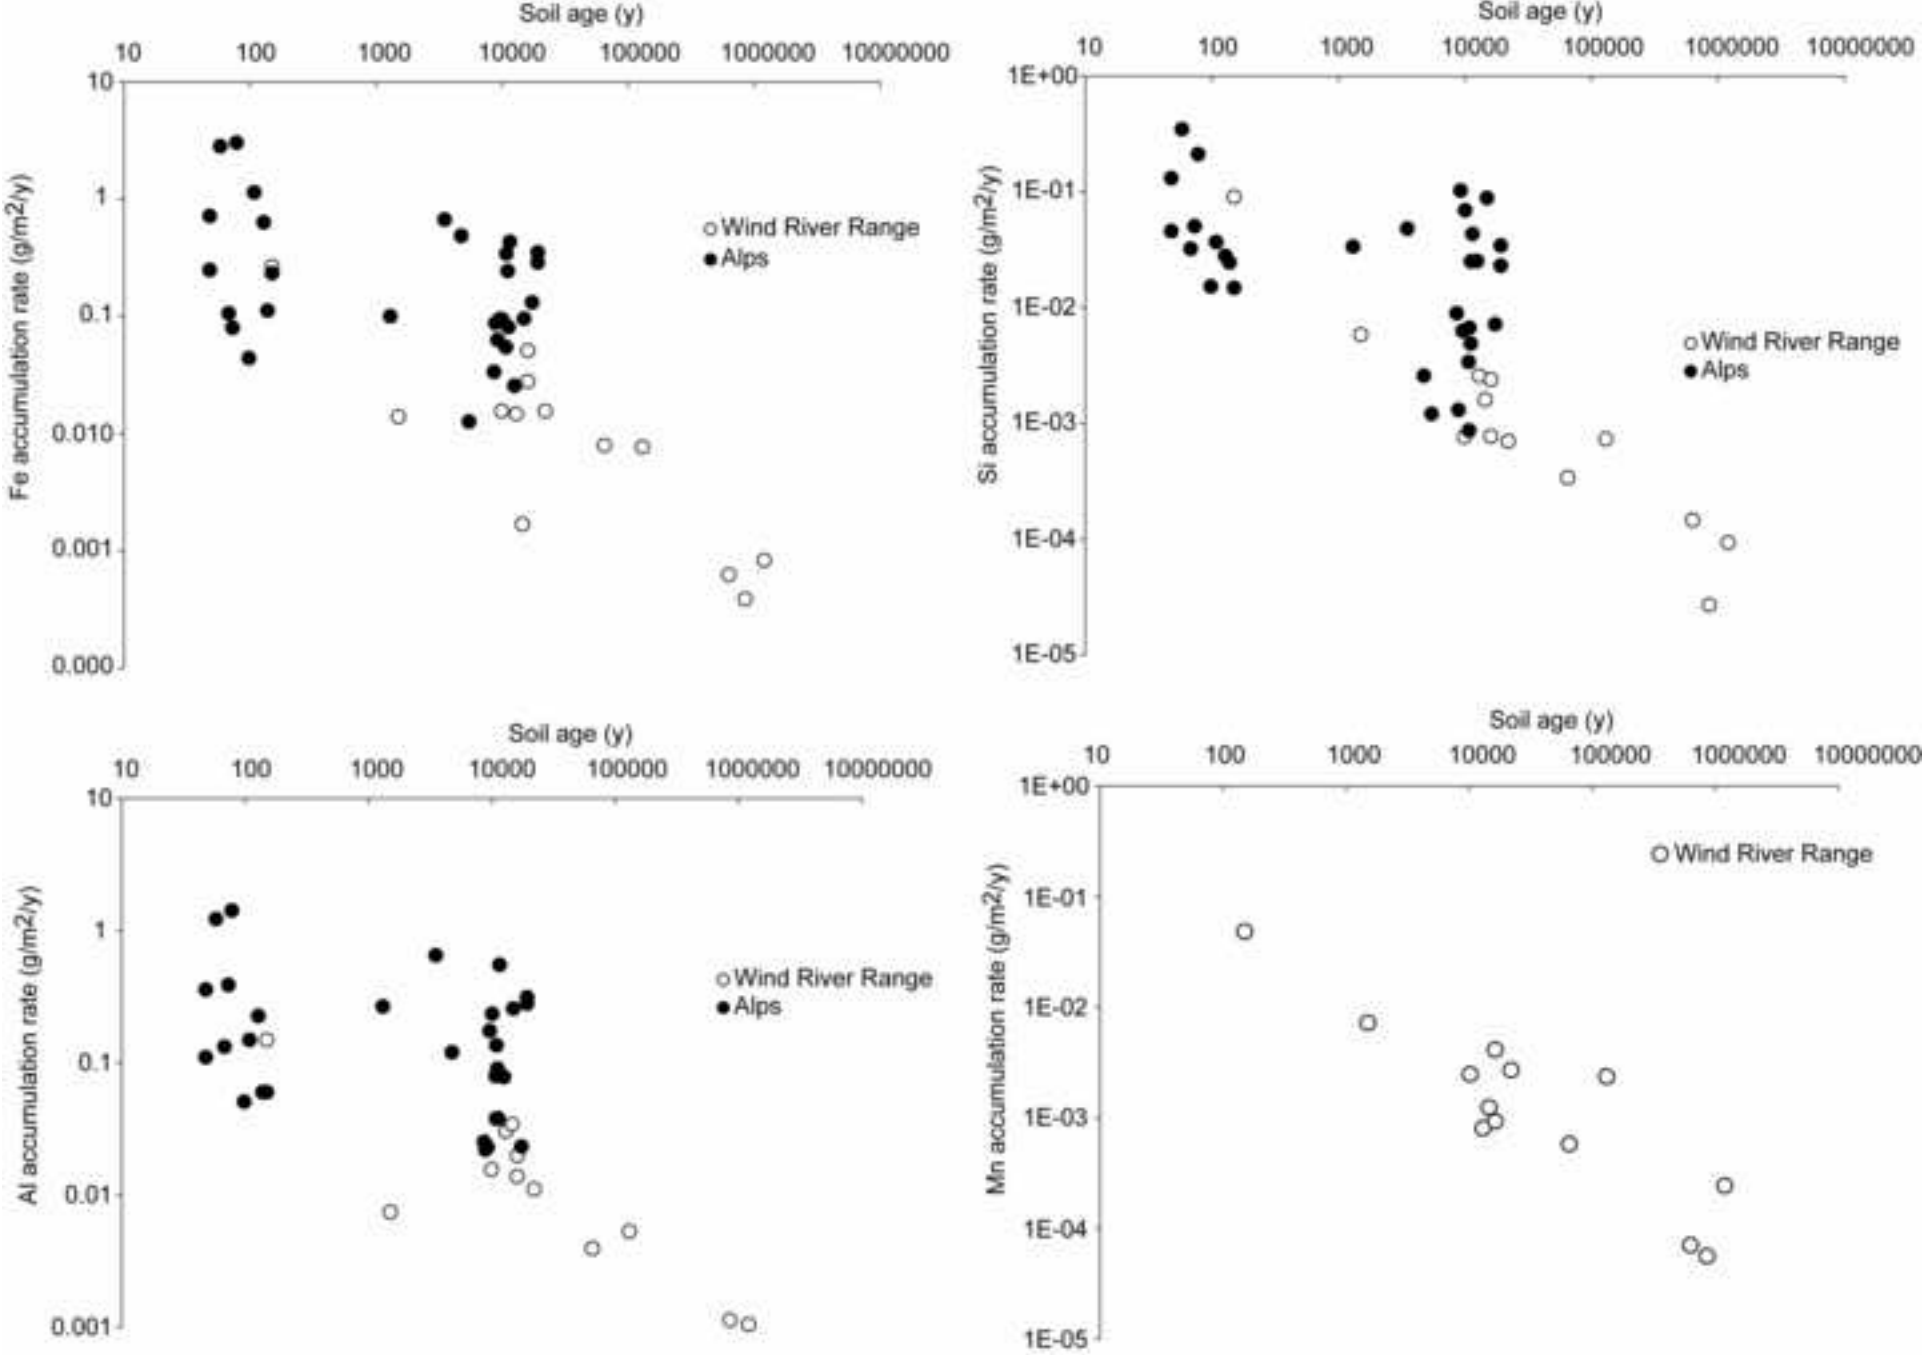 Soil age (y)
10 100 1000 10000 100000 1000000 10000000
10
1
0.1
0.010
0.001
0.000
Fe accumulation rate (g/m2/y)
Wind River Range
Alps
Soil age (y)
10 100 1000 10000 100000 1000000 10000000
1E+00
1E-01
1E-02
1E-03
1E-04
1E-05
Si accumulation rate (g/m2/y)
Wind River Range
Alps
Soil age (y)
10 100 1000 10000 100000 1000000 10000000
10
1
0.1
0.01
0.001
Al accumulation rate (g/m2/y)
Wind River Range
Alps
Soil age (y)
10 100 1000 10000 100000 1000000 10000000
1E+00
1E-01
1E-02
1E-03
1E-04
1E-05
Mn accumulation rate (g/m2/y)
Wind River Range